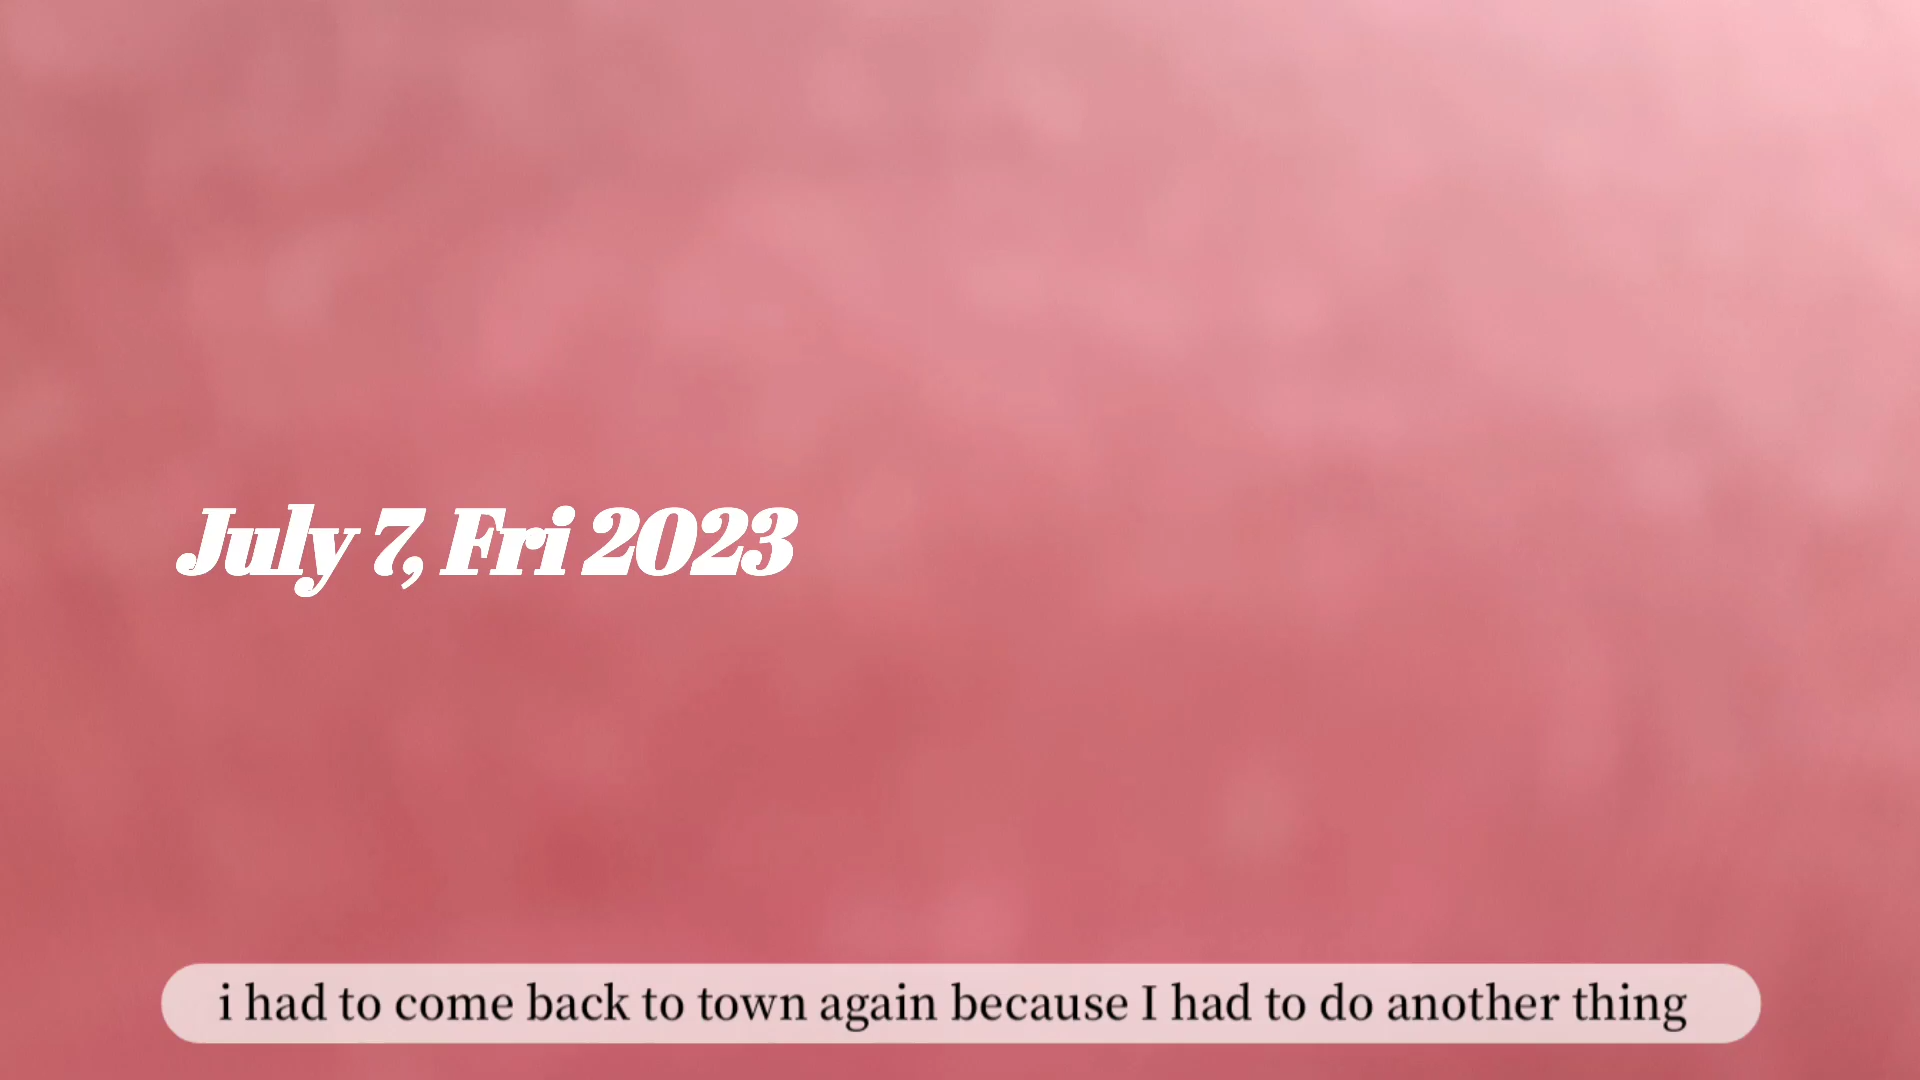 July 7, Fri 2023
i had to come back to town again because I had to do another thing